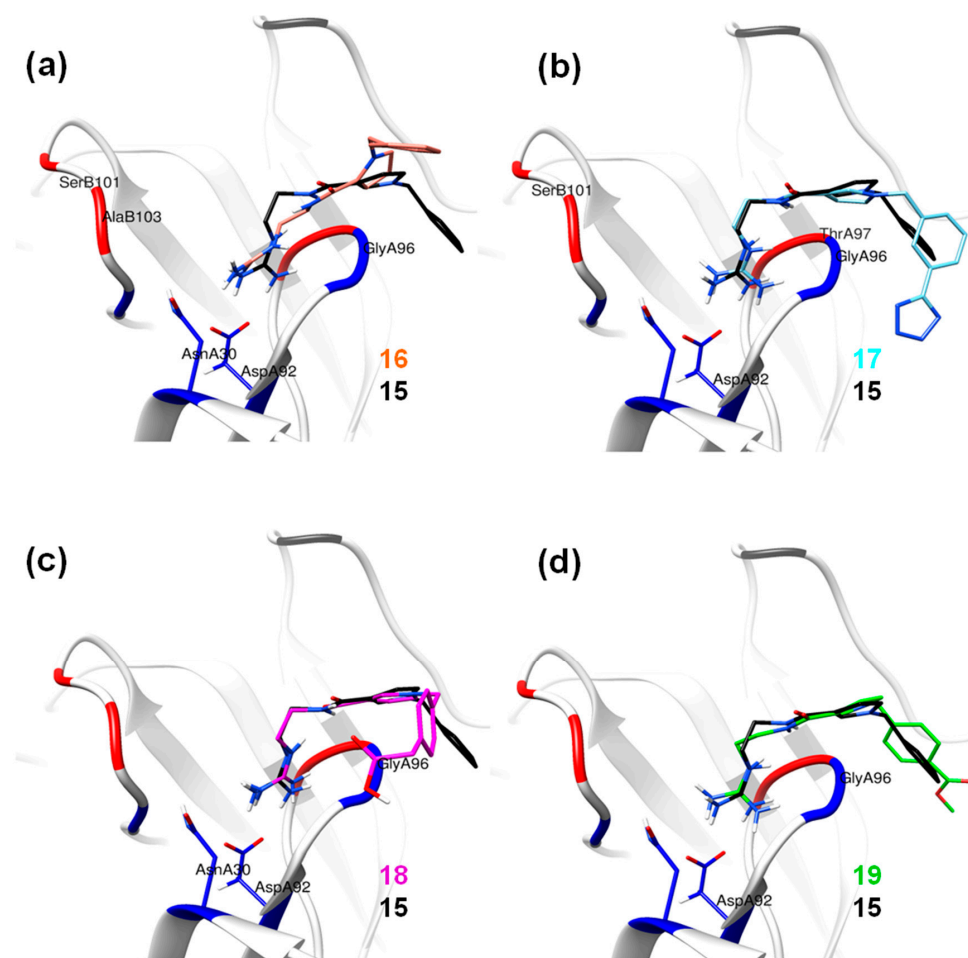 (a)
SerB101
AlaB103
GlyA96
AsnA30
AspA92
16
15
(b)
SerB101
ThrA97
GlyA96
AspA92
17
15
(c)
GlyA96
AsnA30
AspA92
18
15
(d)
GlyA96
AspA92
19
15